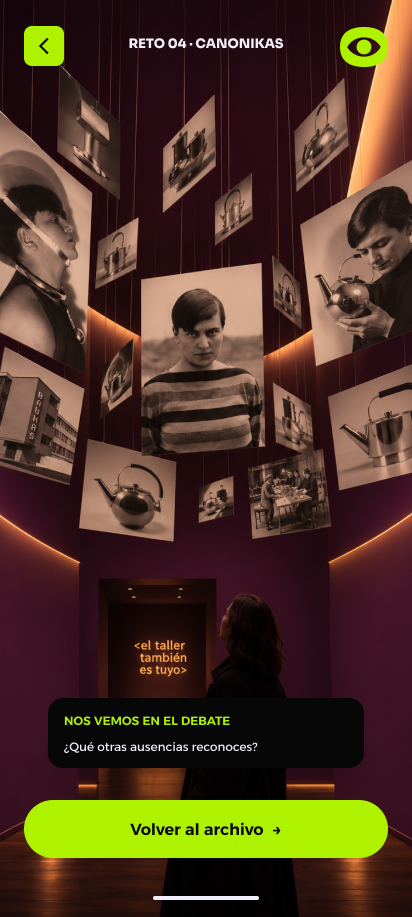 RETO 04 · CANONIKAS
BAUHAUS
<el taller
también
es tuyo>
NOS VEMOS EN EL DEBATE
¿Qué otras ausencias reconoces?
Volver al archivo →